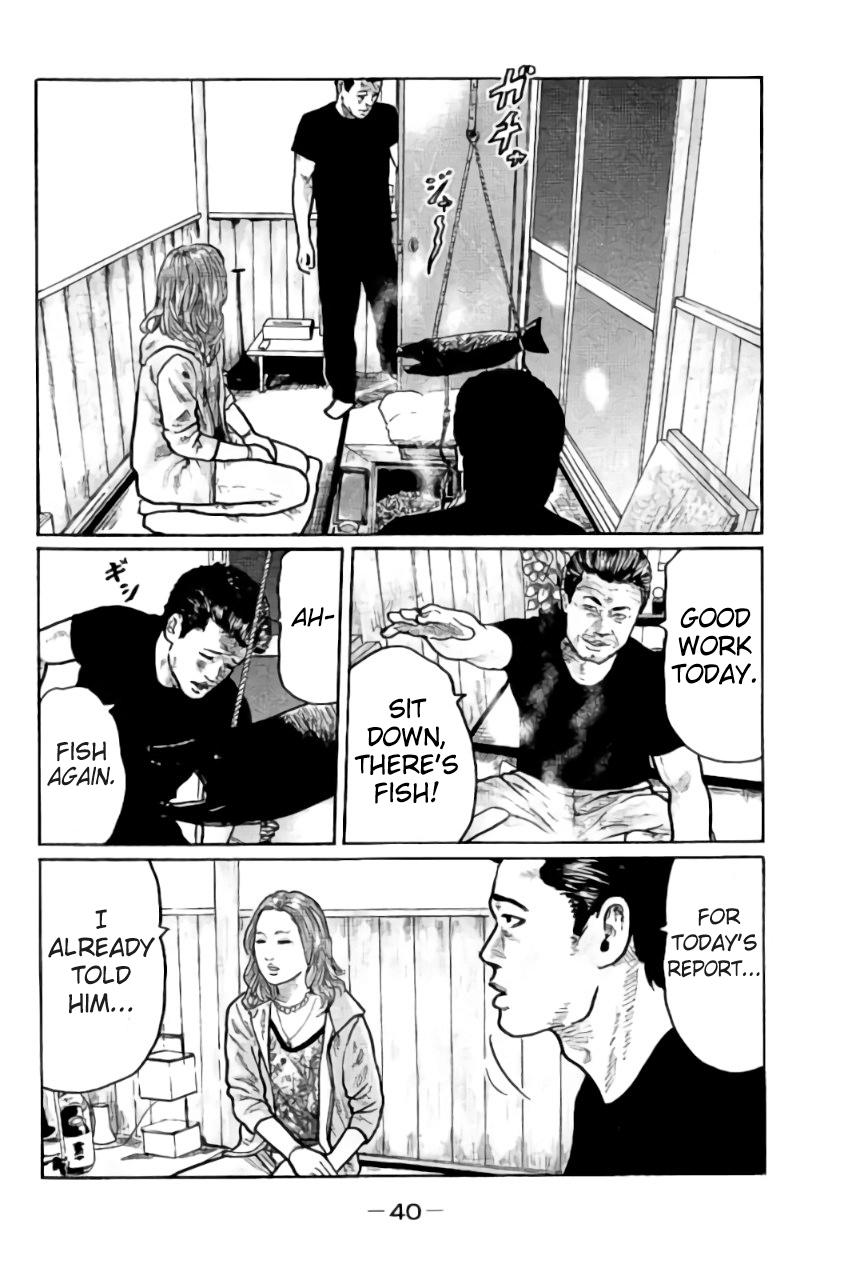 ガチャ
ジャ〜
GOOD
WORK
TODAY.
SIT
DOWN,
THERE'S
FISH!
AH-
ギシ
FISH
AGAIN.
FOR
TODAY'S
REPORT...
I
ALREADY
TOLD
HIM...
-40-